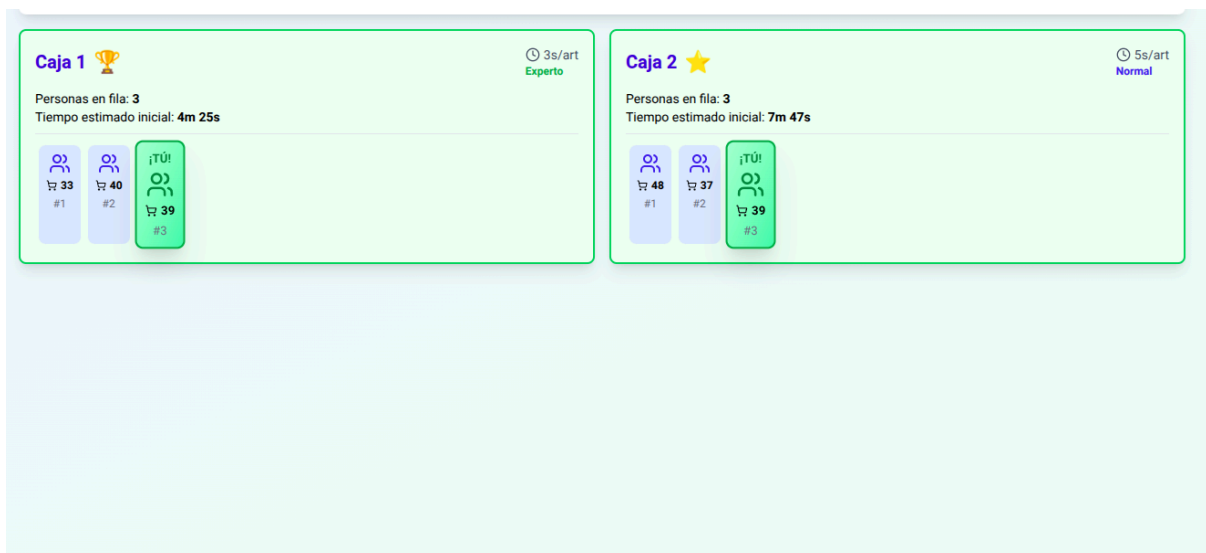 Caja 1
3s/art
Experto
Personas en fila: 3
Tiempo estimado inicial: 4m 25s
33
#1
40
#2
¡TÚ!
39
#3
Caja 2
5s/art
Normal
Personas en fila: 3
Tiempo estimado inicial: 7m 47s
48
#1
37
#2
¡TÚ!
39
#3